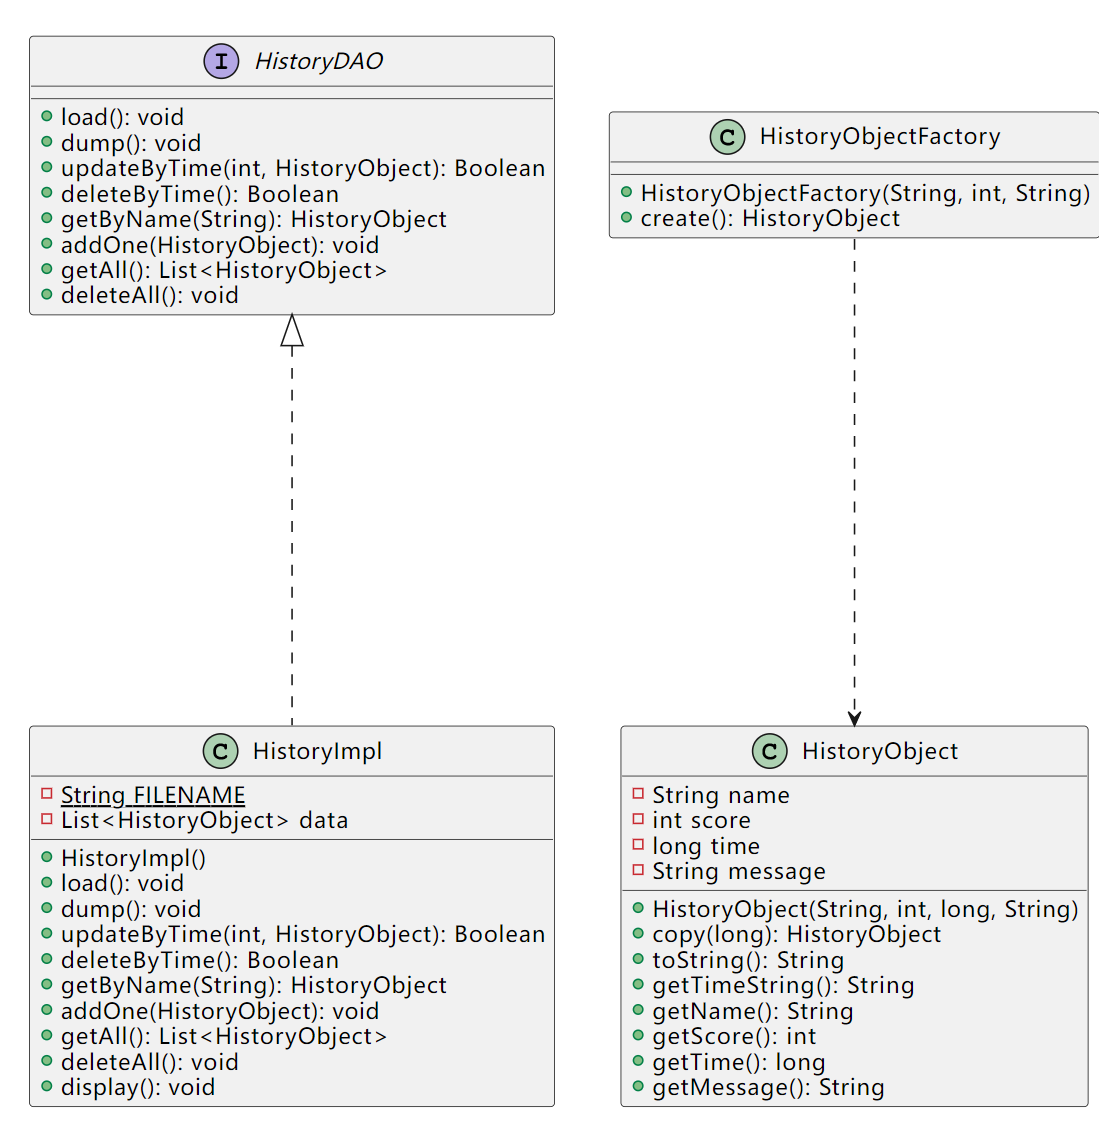 I HistoryDAO
load(): void
dump(): void
updateByTime(int, HistoryObject): Boolean
deleteByTime(): Boolean
getByName(String): HistoryObject
addOne(HistoryObject): void
getAll(): List<HistoryObject>
deleteAll(): void
C HistoryObjectFactory
HistoryObjectFactory(String, int, String)
create(): HistoryObject
C HistoryImpl
String FILENAME
List<HistoryObject> data
HistoryImpl()
load(): void
dump(): void
updateByTime(int, HistoryObject): Boolean
deleteByTime(): Boolean
getByName(String): HistoryObject
addOne(HistoryObject): void
getAll(): List<HistoryObject>
deleteAll(): void
display(): void
C HistoryObject
String name
int score
long time
String message
HistoryObject(String, int, long, String)
copy(long): HistoryObject
toString(): String
getTimeString(): String
getName(): String
getScore(): int
getTime(): long
getMessage(): String